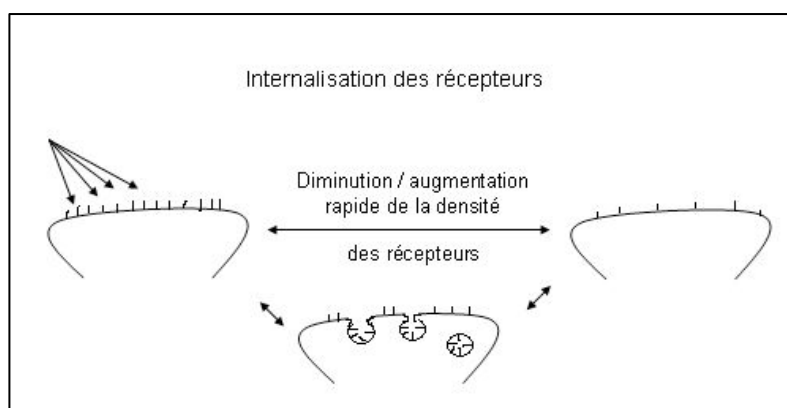 Internalisation des récepteurs
Diminution / augmentation
rapide de la densité
des récepteurs